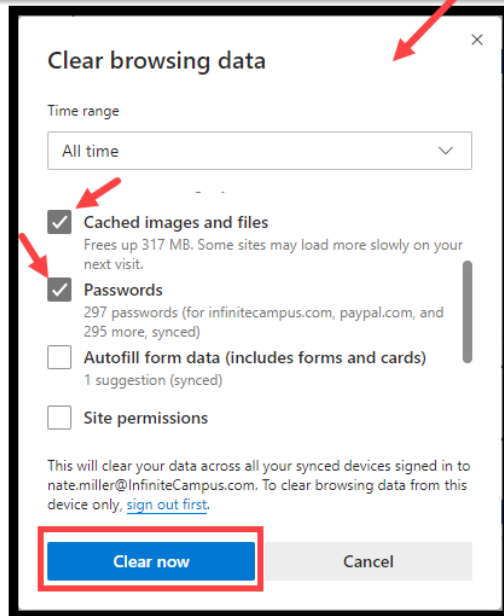 Clear browsing data
Time range
All time
Cached images and files
Frees up 317 MB. Some sites may load more slowly on your
next visit.
Passwords
297 passwords (for infinitecampus.com, paypal.com, and
295 more, synced)
Autofill form data (includes forms and cards)
1 suggestion (synced)
Site permissions
This will clear your data across all your synced devices signed in to
nate.miller@InfiniteCampus.com. To clear browsing data from this
device only, sign out first.
Clear now
Cancel